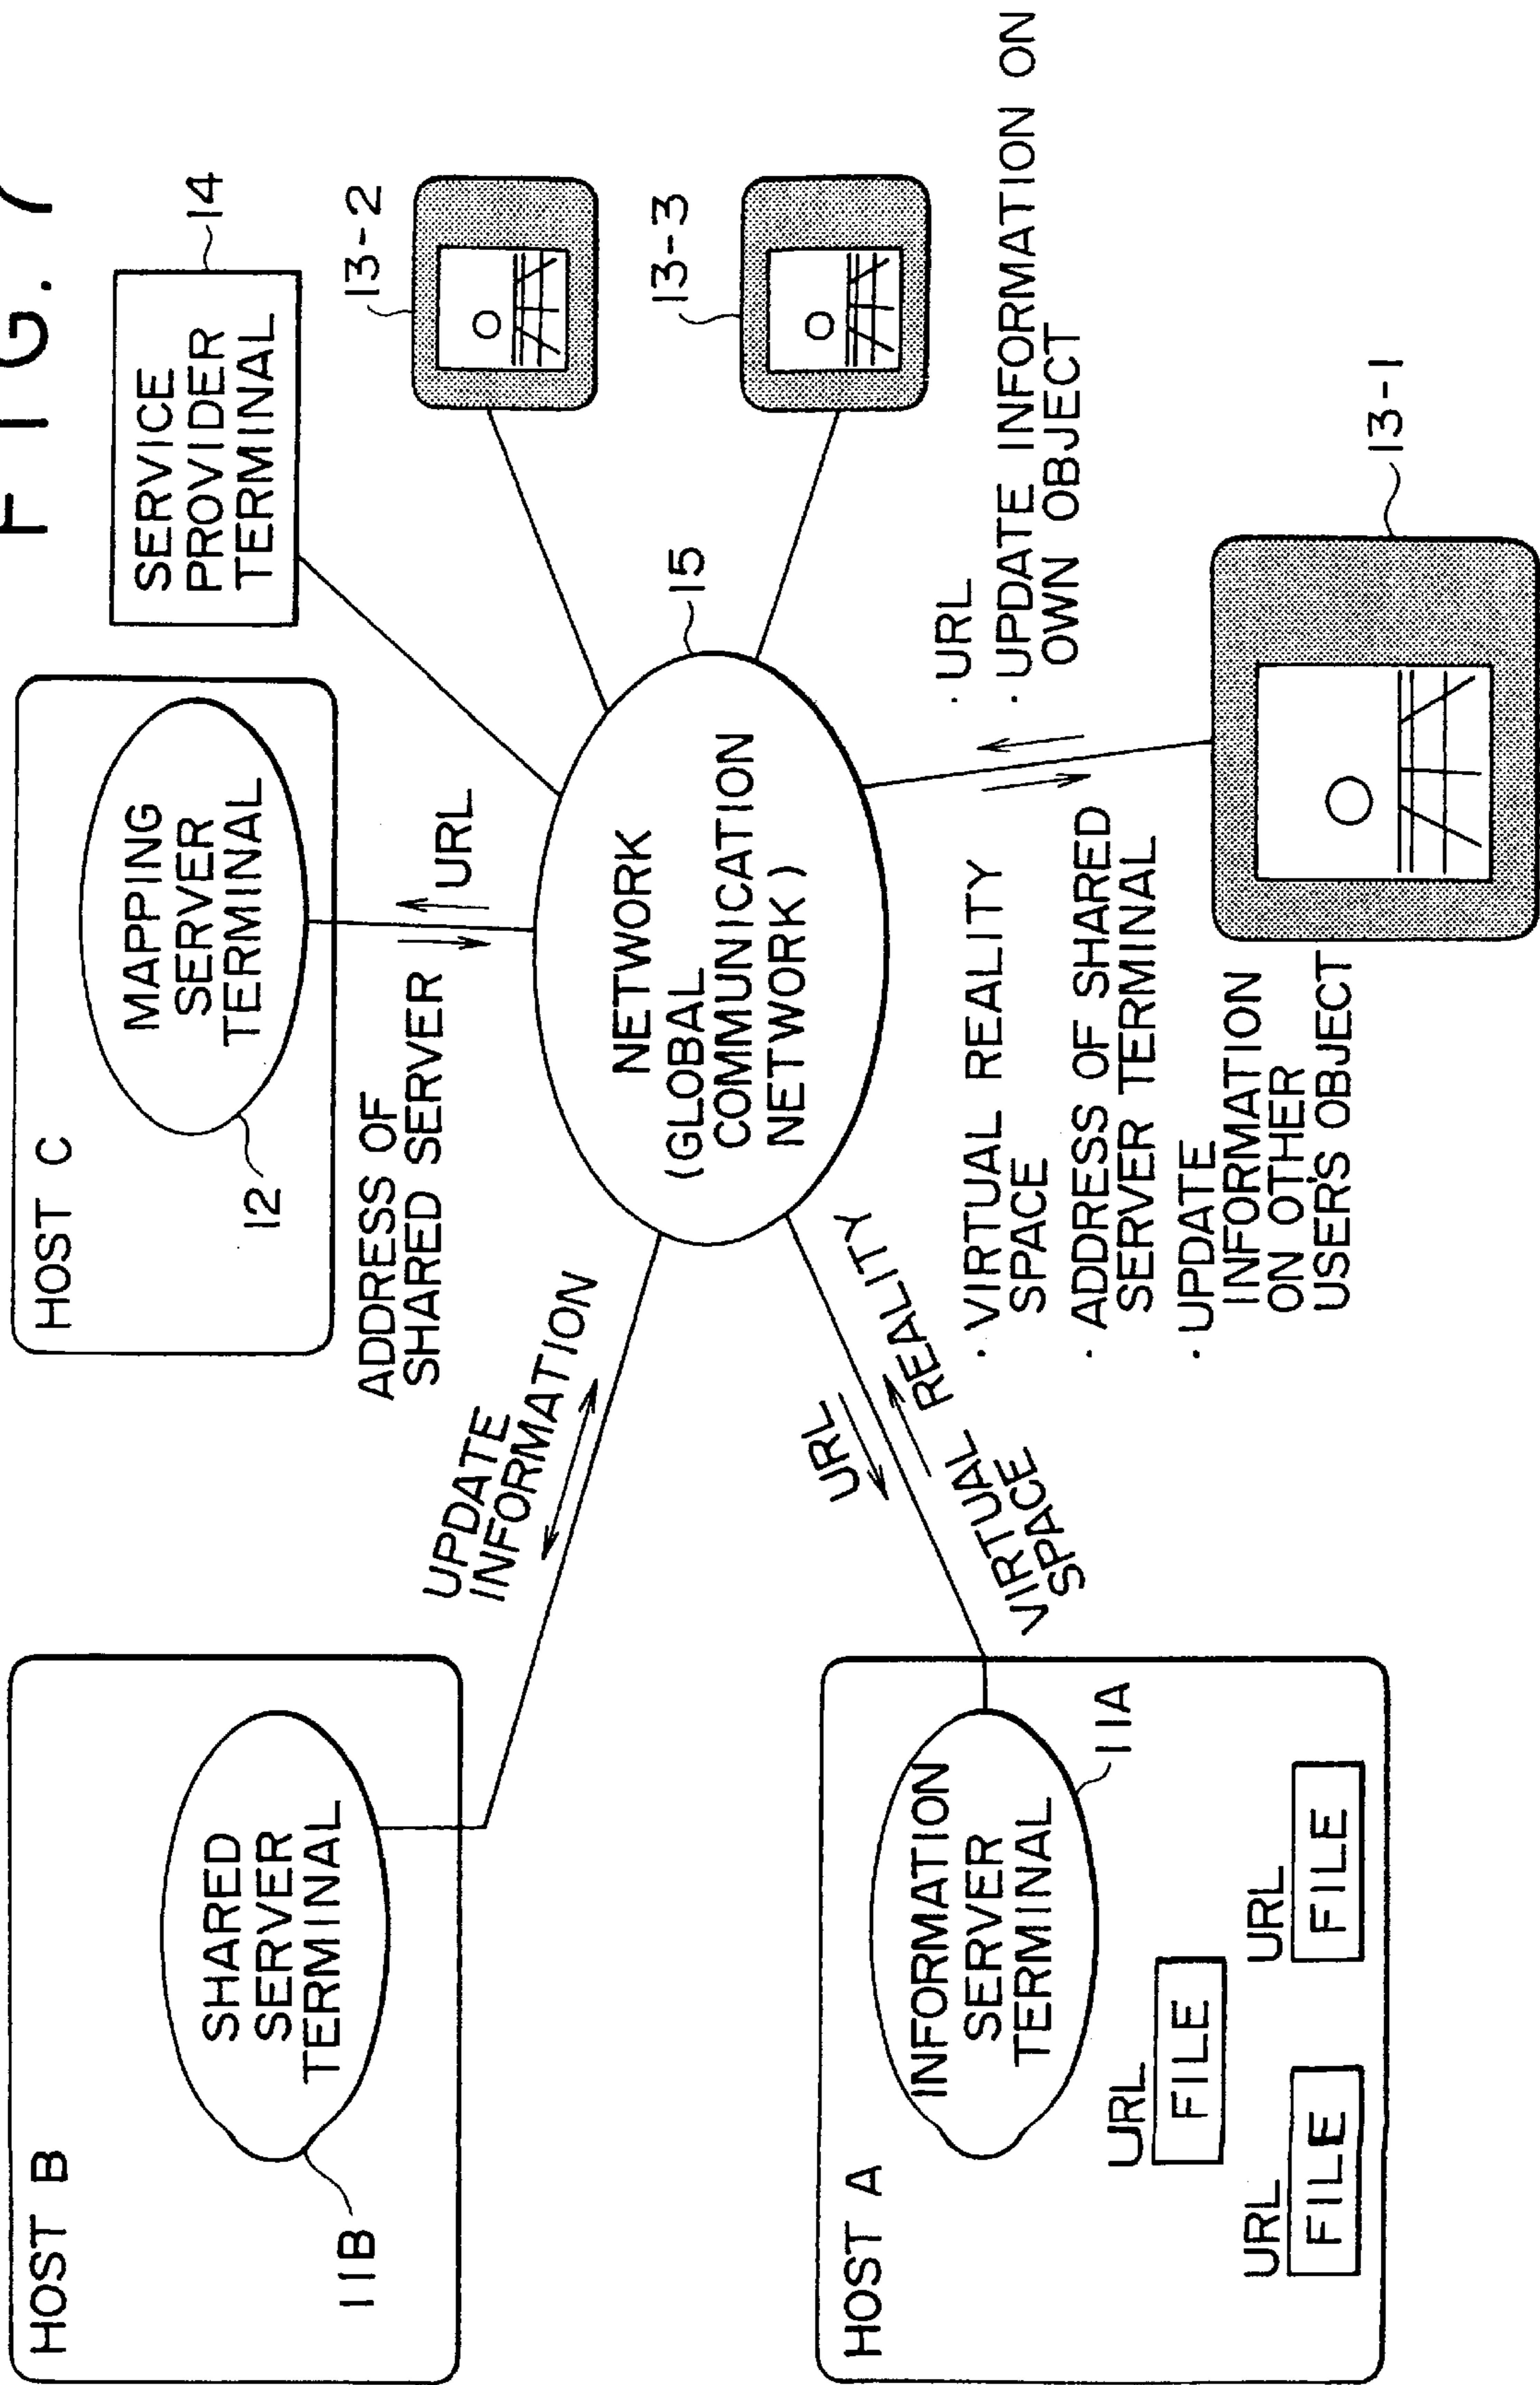 FIG. 7
HOST B
SHARED
SERVER
TERMINAL
11B
HOST C
MAPPING
SERVER
TERMINAL
12
SERVICE
PROVIDER
TERMINAL
14
ADDRESS OF
SHARED SERVER
URL
UPDATE
INFORMATION
13-2
13-3
15
NETWORK
(GLOBAL
COMMUNICATION
NETWORK)
URL
VIRTUAL REALITY
SPACE
HOST A
INFORMATION
SERVER
TERMINAL
11A
URL
FILE
URL
FILE
URL
FILE
· URL
· UPDATE INFORMATION ON
OWN OBJECT
· VIRTUAL REALITY
SPACE
· ADDRESS OF SHARED
SERVER TERMINAL
· UPDATE
INFORMATION
ON OTHER
USER'S OBJECT
13-1